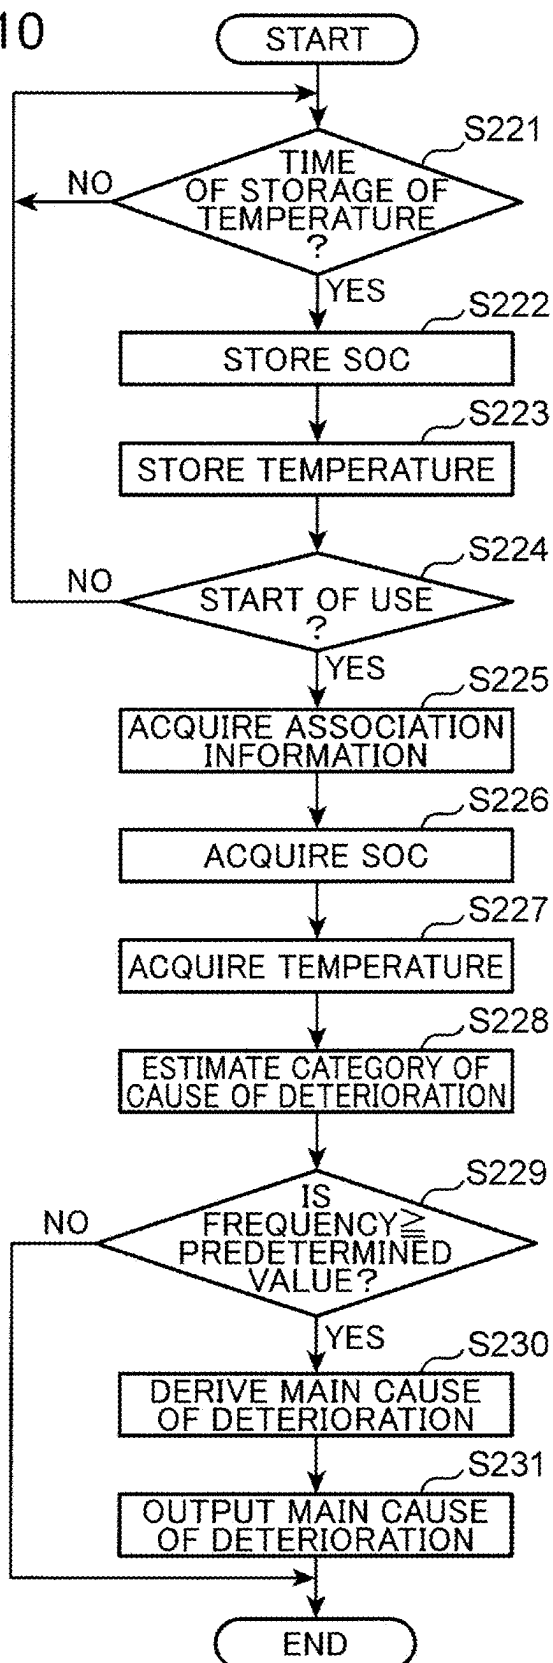 10
START
S221
TIME
OF STORAGE OF
TEMPERATURE
?
NO
YES
S222
STORE SOC
S223
STORE TEMPERATURE
S224
START OF USE
?
NO
YES
S225
ACQUIRE ASSOCIATION
INFORMATION
S226
ACQUIRE SOC
S227
ACQUIRE TEMPERATURE
S228
ESTIMATE CATEGORY OF
CAUSE OF DETERIORATION
S229
IS
FREQUENCY≧
PREDETERMINED
VALUE?
NO
YES
S230
DERIVE MAIN CAUSE
OF DETERIORATION
S231
OUTPUT MAIN CAUSE
OF DETERIORATION
END